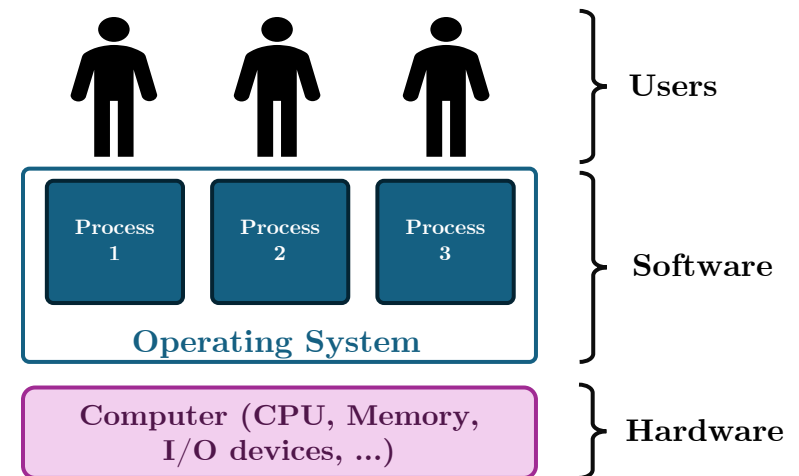 Users
Process
1
Process
2
Process
3
Software
Operating System
Computer (CPU, Memory,
I/O devices, ...)
Hardware